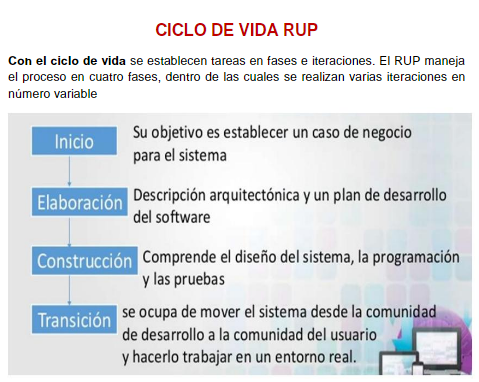 CICLO DE VIDA RUP
Con el ciclo de vida se establecen tareas en fases e iteraciones. El RUP maneja
el proceso en cuatro fases, dentro de las cuales se realizan varias iteraciones en
número variable
Inicio
Su objetivo es establecer un caso de negocio
para el sistema
Elaboración
Descripción arquitectónica y un plan de desarrollo
del software
Construcción
Comprende el diseño del sistema, la programación
y las pruebas
Transición
se ocupa de mover el sistema desde la comunidad
de desarrollo a la comunidad del usuario
y hacerlo trabajar en un entorno real.